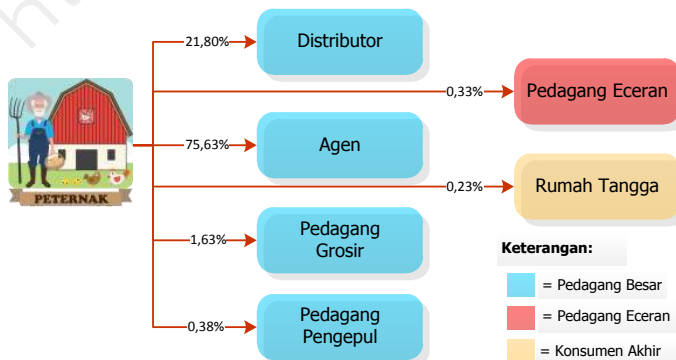 21,80%
Distributor
0,33%
Pedagang Eceran
75,63%
Agen
PETERNAK
0,23%
Rumah Tangga
1,63%
Pedagang
Grosir
0,38%
Pedagang
Pengepul
Keterangan:
= Pedagang Besar
= Pedagang Eceran
= Konsumen Akhir